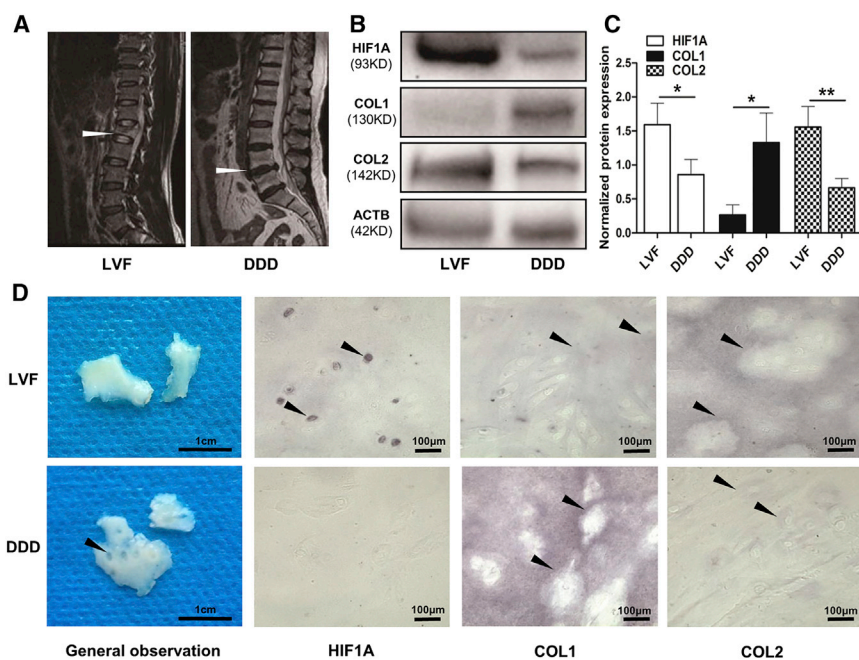 A
LVF
DDD
B
HIF1A
(93KD)
COL1
(130KD)
COL2
(142KD)
ACTB
(42KD)
LVF
DDD
C
HIF1A
COL1
COL2
Normalized protein expression
2.5
2.0
1.5
1.0
0.5
0.0
*
*
**
LVF
DDD
LVF
DDD
LVF
DDD
D
LVF
1cm
100μm
100μm
100μm
DDD
1cm
100μm
100μm
100μm
General observation
HIF1A
COL1
COL2